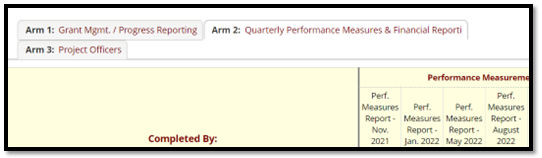 Arm 1: Grant Mgmt. / Progress Reporting
Arm 2: Quarterly Performance Measures & Financial Reporti
Arm 3: Project Officers
Performance Measureme
Completed By:
Perf.
Measures
Report -
Nov.
2021
Perf.
Measures
Report -
Jan. 2022
Perf.
Measures
Report -
May 2022
Perf.
Measures
Report -
August
2022